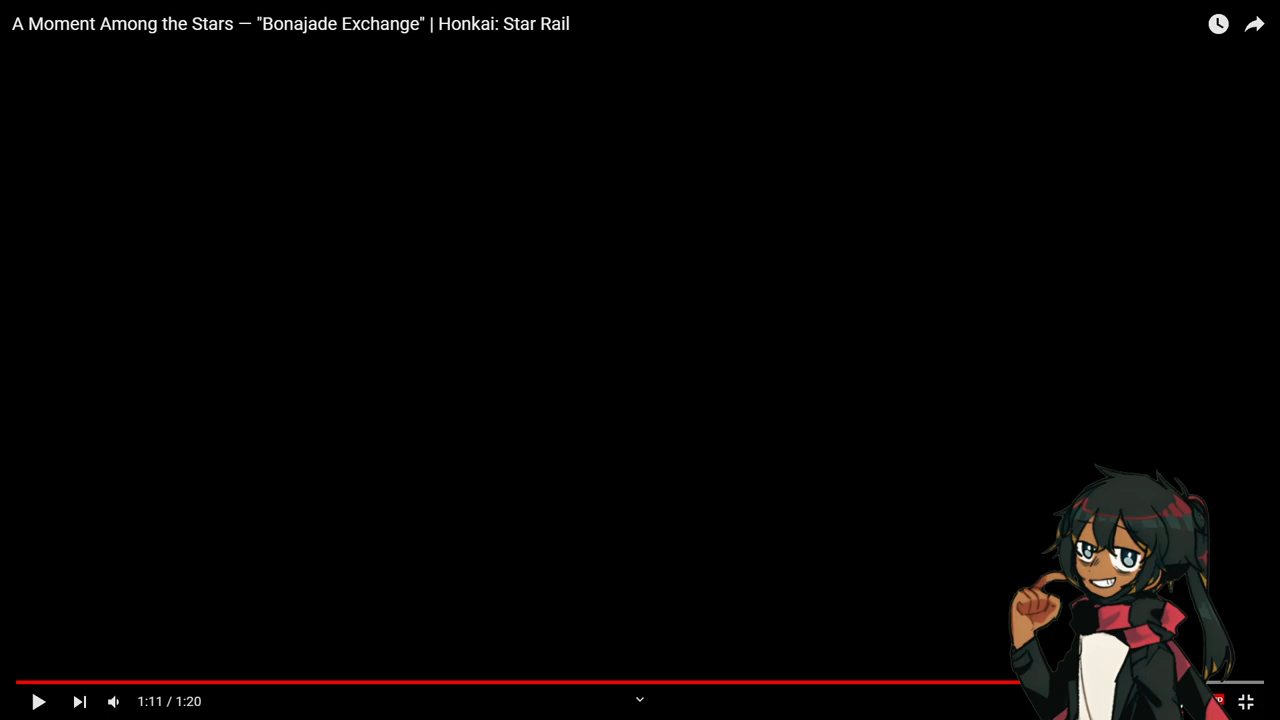 A Moment Among the Stars — "Bonajade Exchange" | Honkai: Star Rail
1:11 / 1:20